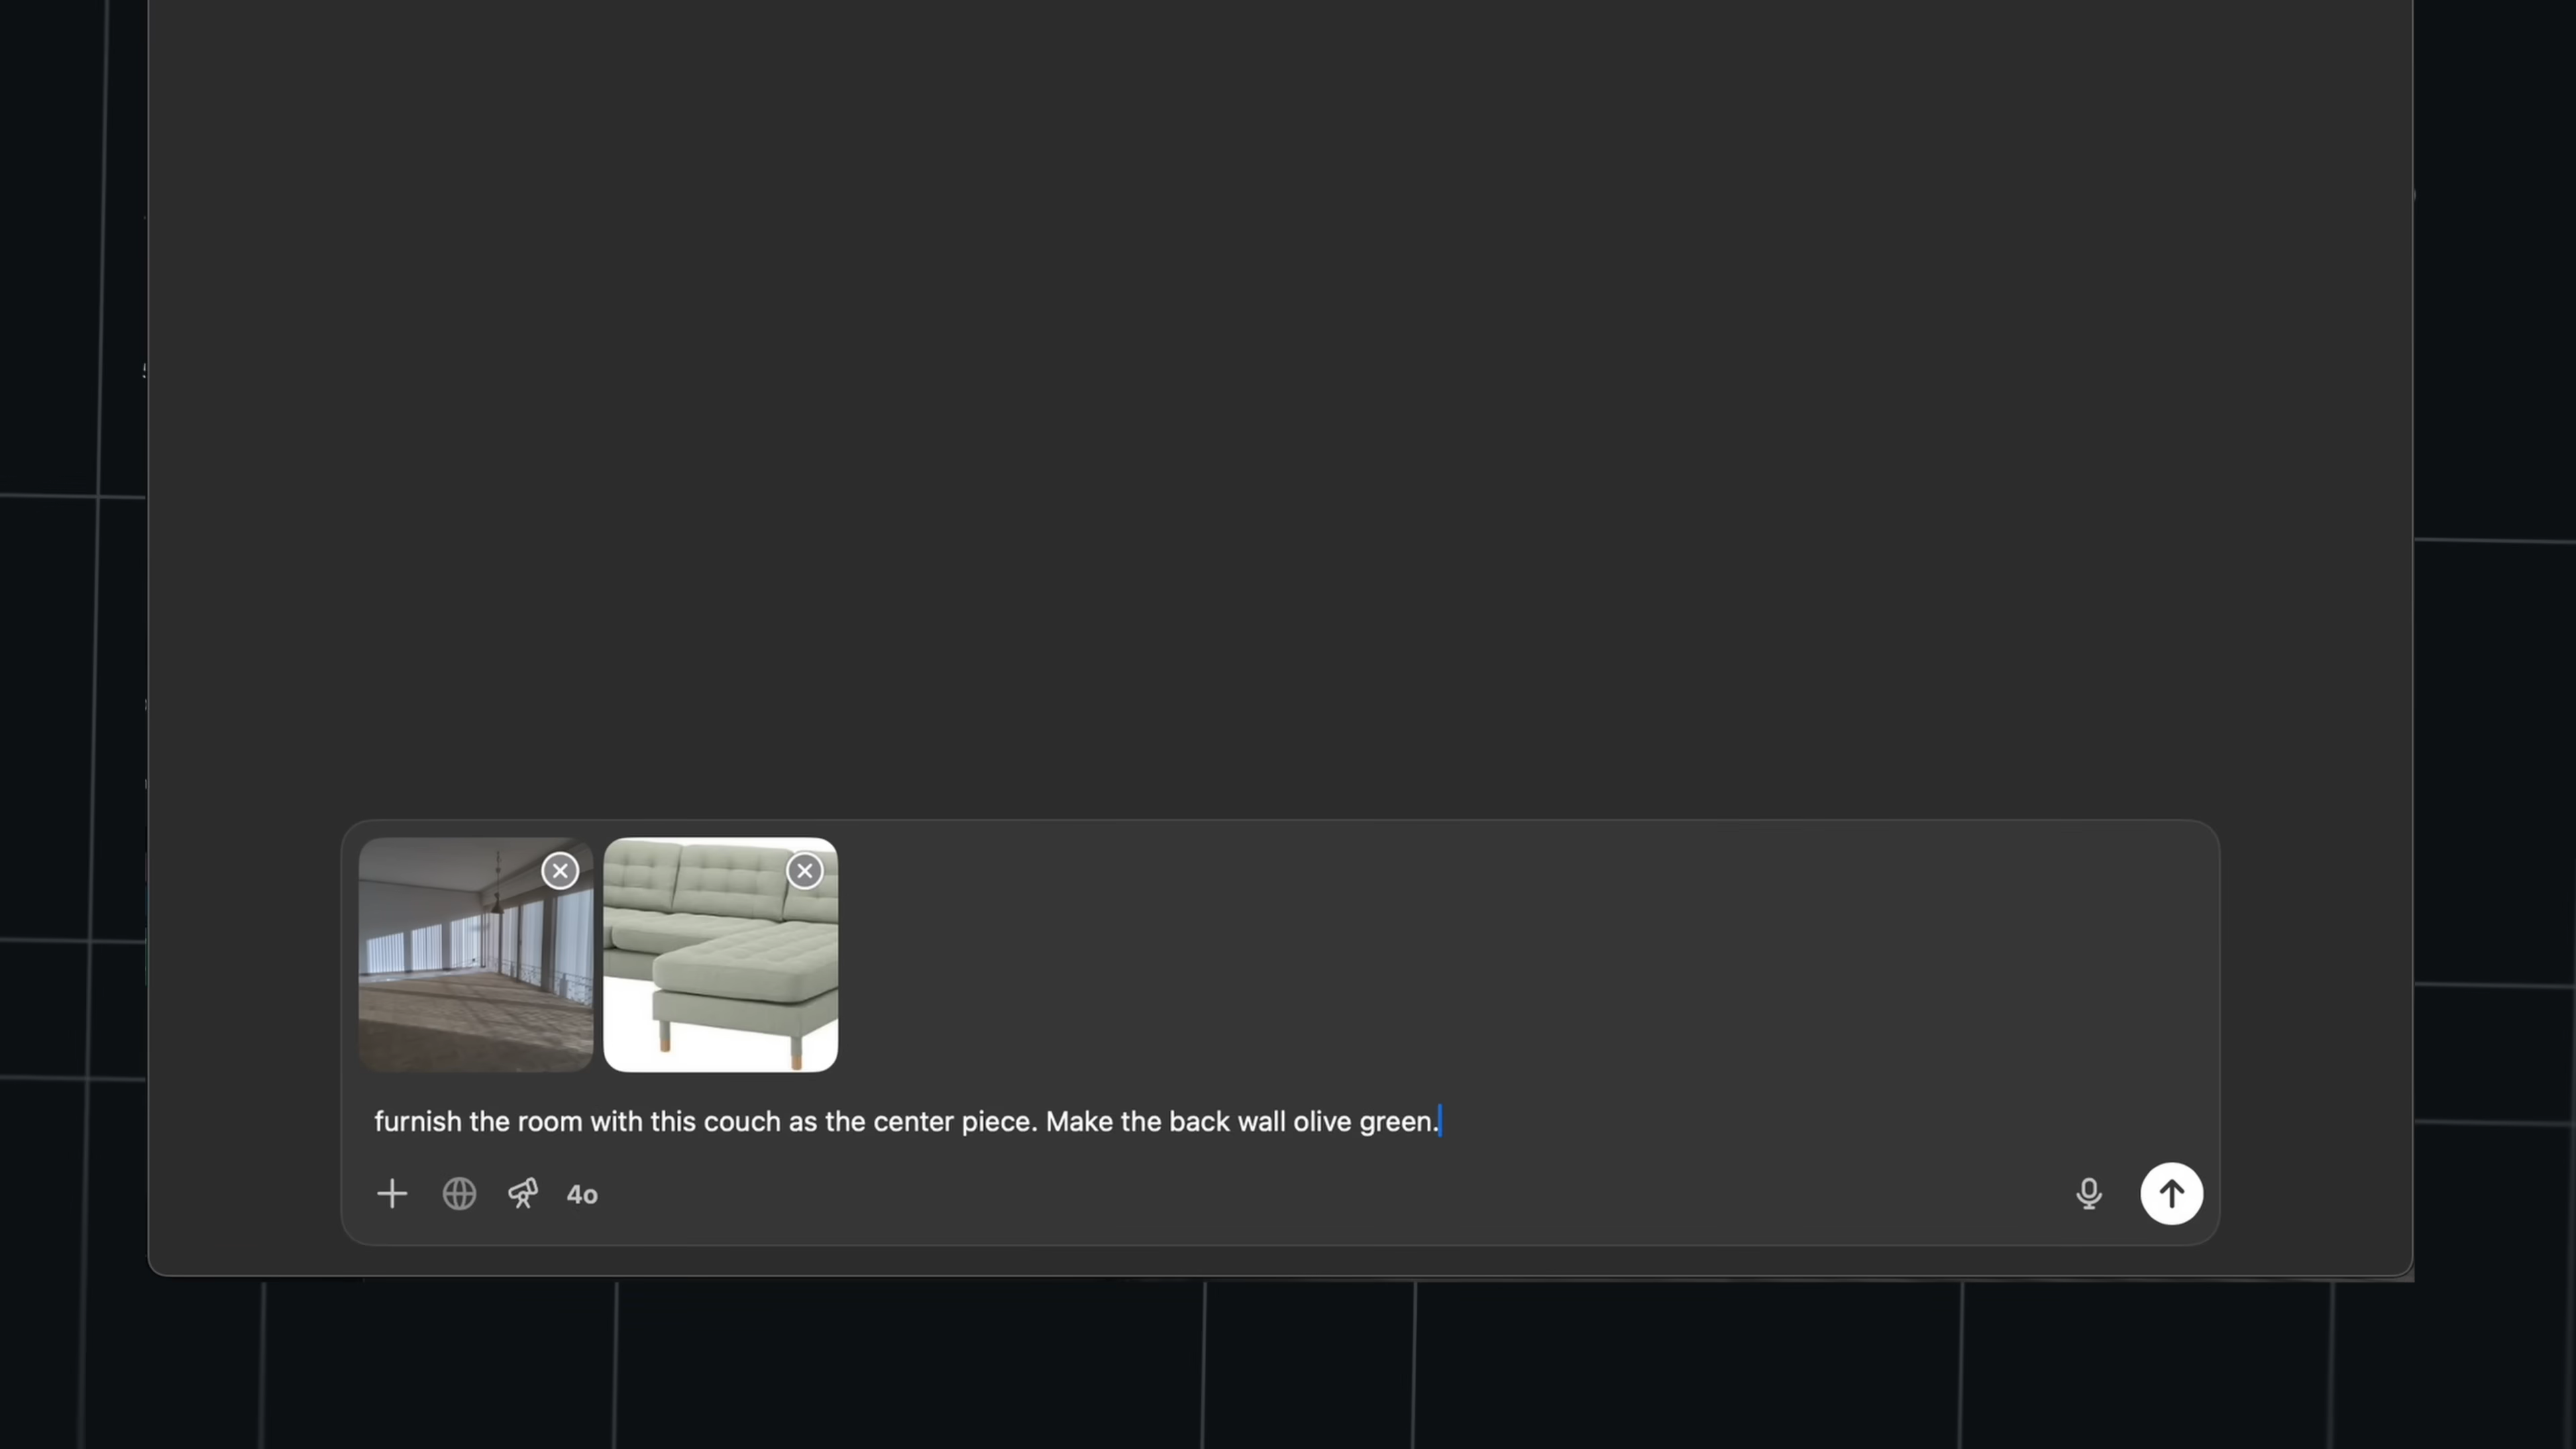 furnish the room with this couch as the center piece. Make the back wall olive green.
4o